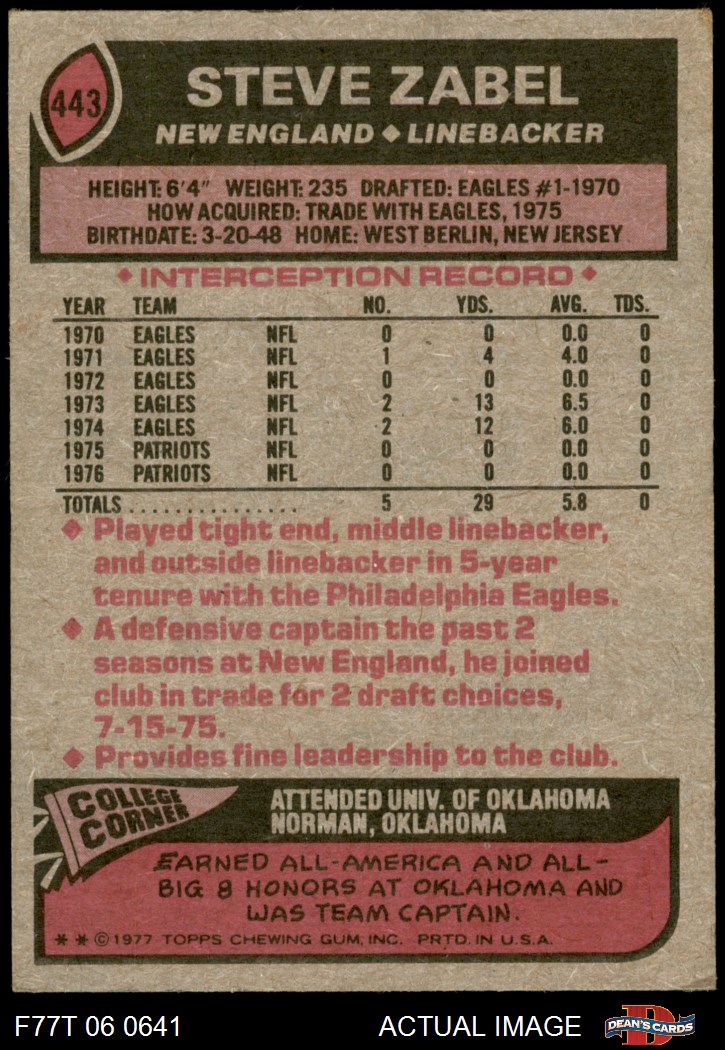 443
STEVE ZABEL
NEW ENGLAND ◆ LINEBACKER
HEIGHT: 6'4" WEIGHT: 235 DRAFTED: EAGLES #1-1970
HOW ACQUIRED: TRADE WITH EAGLES, 1975
BIRTHDATE: 3-20-48 HOME: WEST BERLIN, NEW JERSEY
◆ INTERCEPTION RECORD ◆
YEAR TEAM NO. YDS. AVG. TDS.
1970 EAGLES NFL 0 0 0.0 0
1971 EAGLES NFL 1 4 4.0 0
1972 EAGLES NFL 0 0 0.0 0
1973 EAGLES NFL 2 13 6.5 0
1974 EAGLES NFL 2 12 6.0 0
1975 PATRIOTS NFL 0 0 0.0 0
1976 PATRIOTS NFL 0 0 0.0 0
TOTALS ................ 5 29 5.8 0
◆ Played tight end, middle linebacker,
and outside linebacker in 5-year
tenure with the Philadelphia Eagles.
◆ A defensive captain the past 2
seasons at New England, he joined
club in trade for 2 draft choices,
7-15-75.
◆ Provides fine leadership to the club.
COLLEGE
CORNER
ATTENDED UNIV. OF OKLAHOMA
NORMAN, OKLAHOMA
EARNED ALL-AMERICA AND ALL-
BIG 8 HONORS AT OKLAHOMA AND
WAS TEAM CAPTAIN.
* * © 1977 TOPPS CHEWING GUM, INC. PRTD. IN U.S.A.
F77T 06 0641 ACTUAL IMAGE
D
DEAN'S CARDS